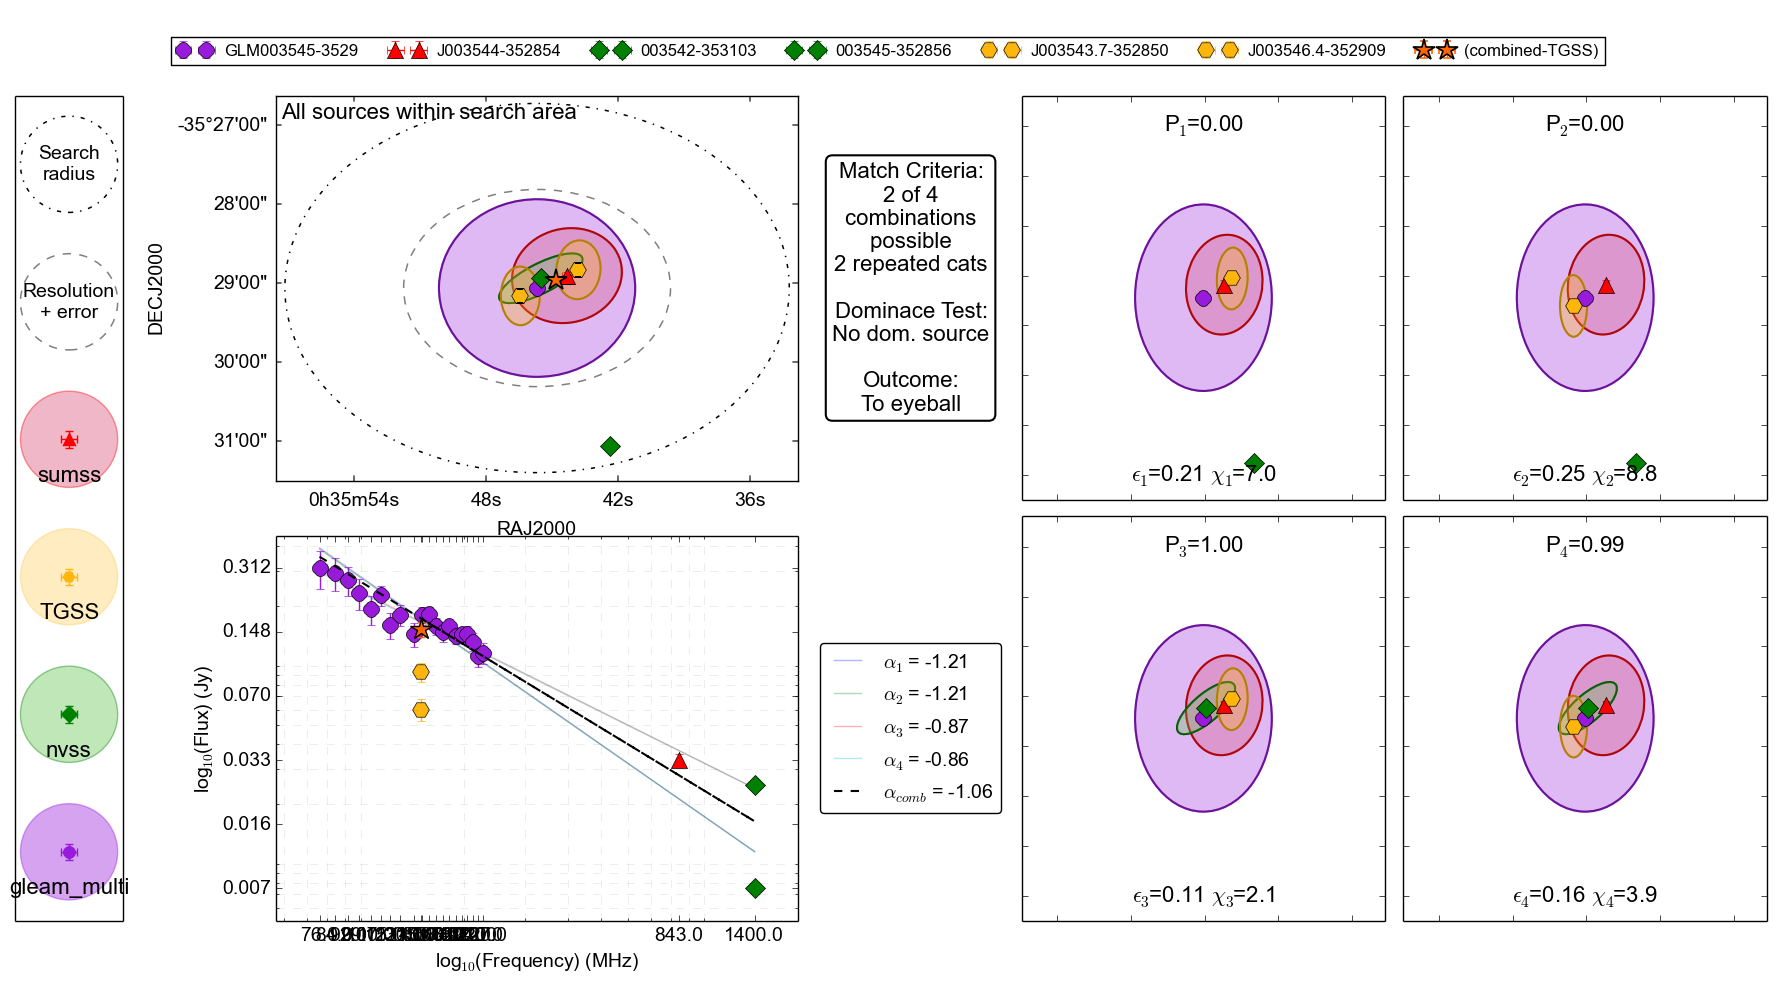 GLM003545-3529 J003544-352854 003542-353103 003545-352856 J003543.7-352850 J003546.4-352909 (combined-TGSS)
Search
radius
Resolution
+ error
sumss
TGSS
nvss
gleam_multi
All sources within search area
DECJ2000
-35°27'00"
28'00"
29'00"
30'00"
31'00"
0h35m54s 48s 42s 36s
RAJ2000
Match Criteria:
2 of 4
combinations
possible
2 repeated cats
Dominace Test:
No dom. source
Outcome:
To eyeball
P1=0.00
ϵ1=0.21 χ1=7.0
P2=0.00
ϵ2=0.25 χ2=8.8
log10(Flux) (Jy)
0.312
0.148
0.070
0.033
0.016
0.007
843.0 1400.0
log10(Frequency) (MHz)
α1 = -1.21
α2 = -1.21
α3 = -0.87
α4 = -0.86
αcomb = -1.06
P3=1.00
ϵ3=0.11 χ3=2.1
P4=0.99
ϵ4=0.16 χ4=3.9